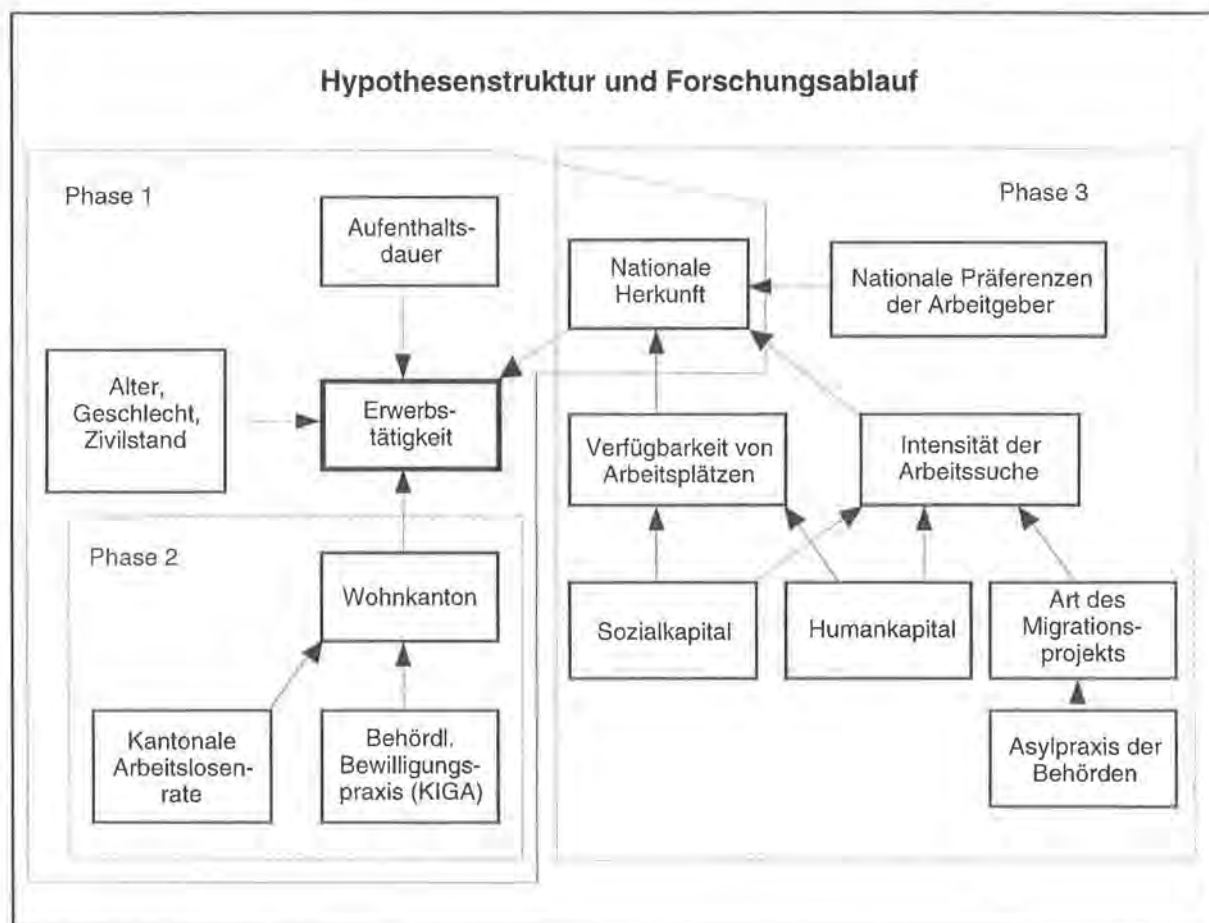 Hypothesenstruktur und Forschungsablauf
Phase 1
Aufenthalts-
dauer
Alter,
Geschlecht,
Zivilstand
Erwerbs-
tätigkeit
Phase 2
Wohnkanton
Kantonale
Arbeitslosen-
rate
Behördl.
Bewilligungs-
praxis (KIGA)
Phase 3
Nationale
Herkunft
Nationale Präferenzen
der Arbeitgeber
Verfügbarkeit von
Arbeitsplätzen
Intensität der
Arbeitssuche
Sozialkapital
Humankapital
Art des
Migrations-
projekts
Asylpraxis der
Behörden